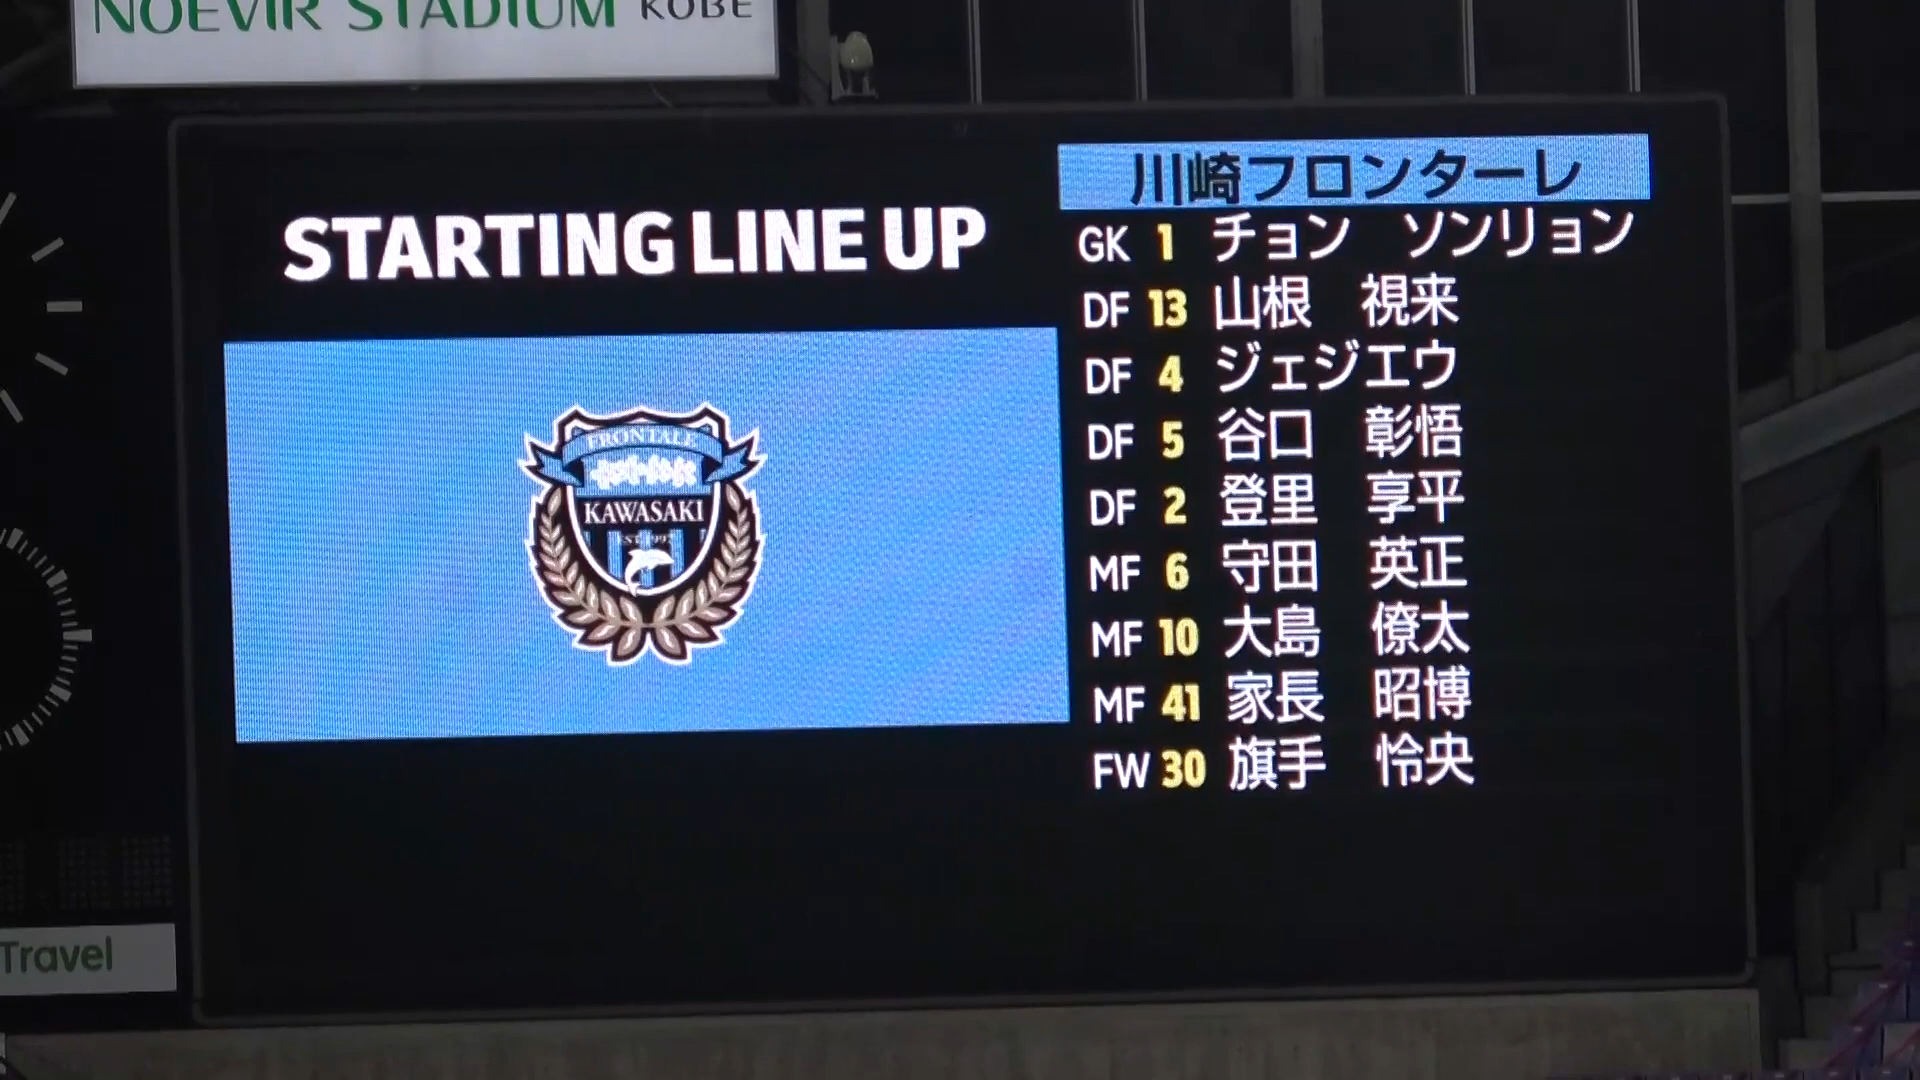 NOEVIR STADIUM KOBE
STARTING LINE UP
FRONTALE
KAWASAKI
川崎フロンターレ
GK 1 チョン ソンリョン
DF 13 山根 視来
DF 4 ジェジエウ
DF 5 谷口 彰悟
DF 2 登里 享平
MF 6 守田 英正
MF 10 大島 僚太
MF 41 家長 昭博
FW 30 旗手 怜央
Travel